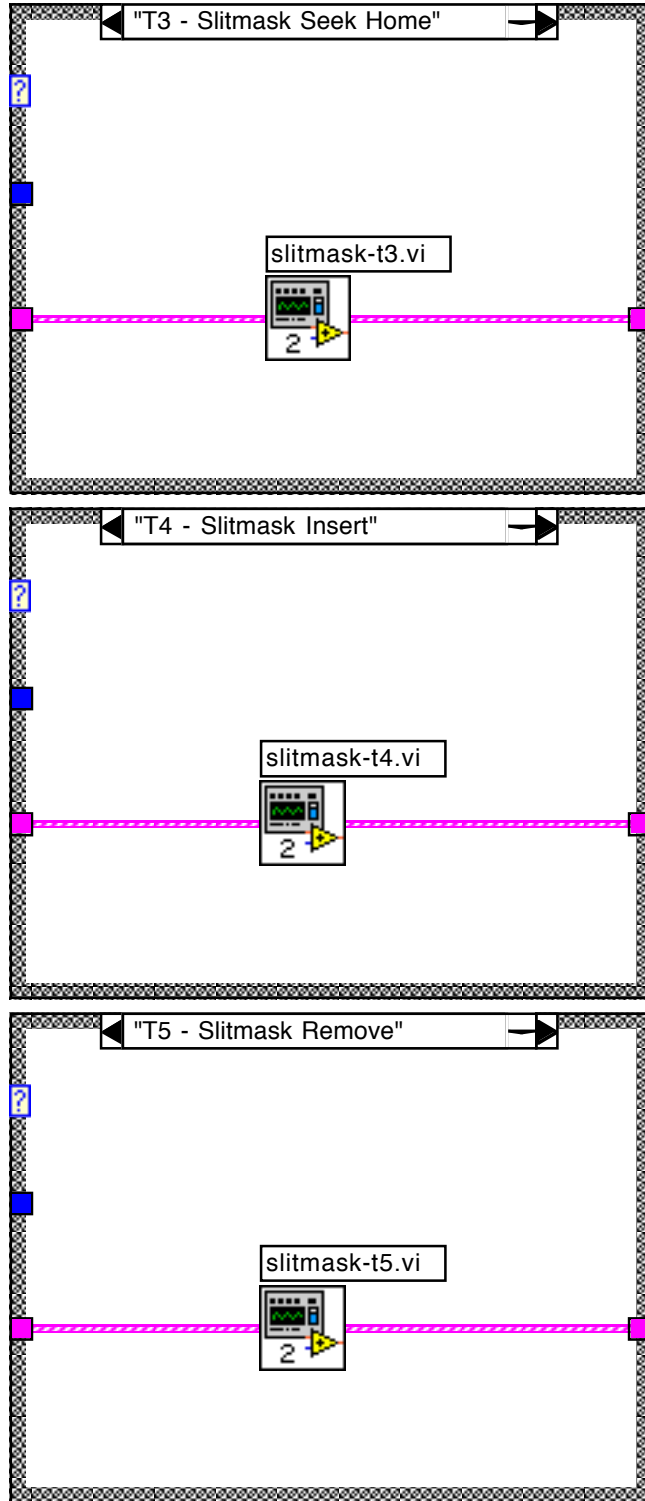 "T3 - Slitmask Seek Home"
?
slitmask-t3.vi
2
"T4 - Slitmask Insert"
?
slitmask-t4.vi
2
"T5 - Slitmask Remove"
?
slitmask-t5.vi
2